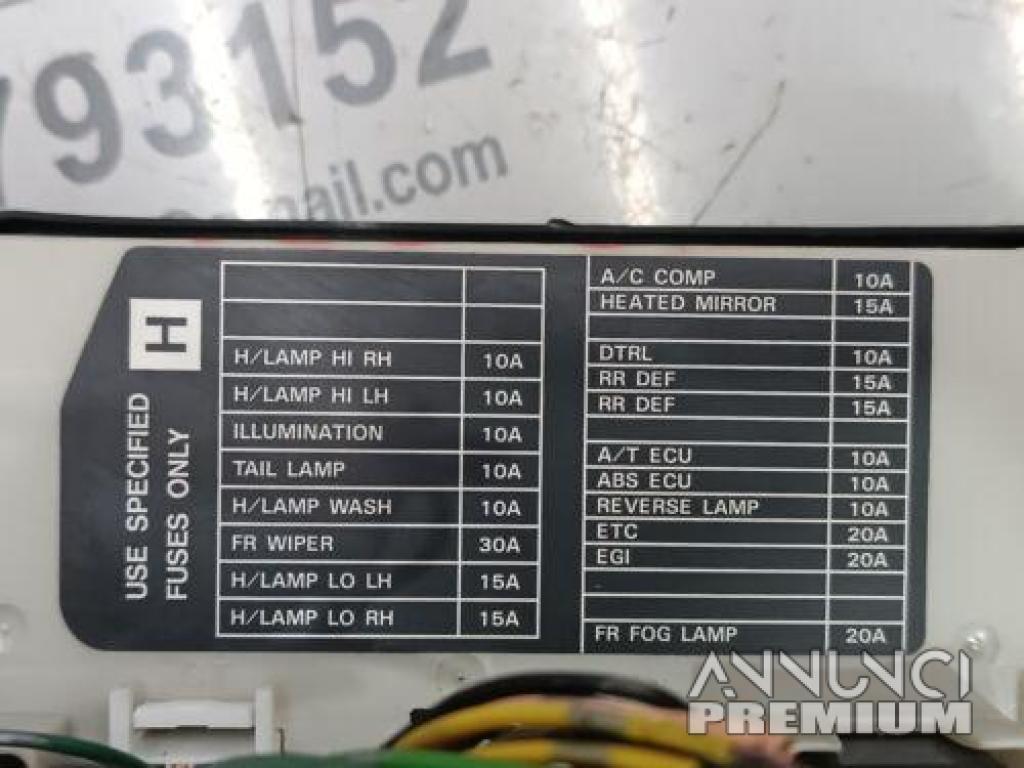 793152
mail.com
H
USE SPECIFIED
FUSES ONLY
H/LAMP HI RH 10A
H/LAMP HI LH 10A
ILLUMINATION 10A
TAIL LAMP 10A
H/LAMP WASH 10A
FR WIPER 30A
H/LAMP LO LH 15A
H/LAMP LO RH 15A
A/C COMP 10A
HEATED MIRROR 15A
DTRL 10A
RR DEF 15A
RR DEF 15A
A/T ECU 10A
ABS ECU 10A
REVERSE LAMP 10A
ETC 20A
EGI 20A
FR FOG LAMP 20A
ANNUNCI
PREMIUM